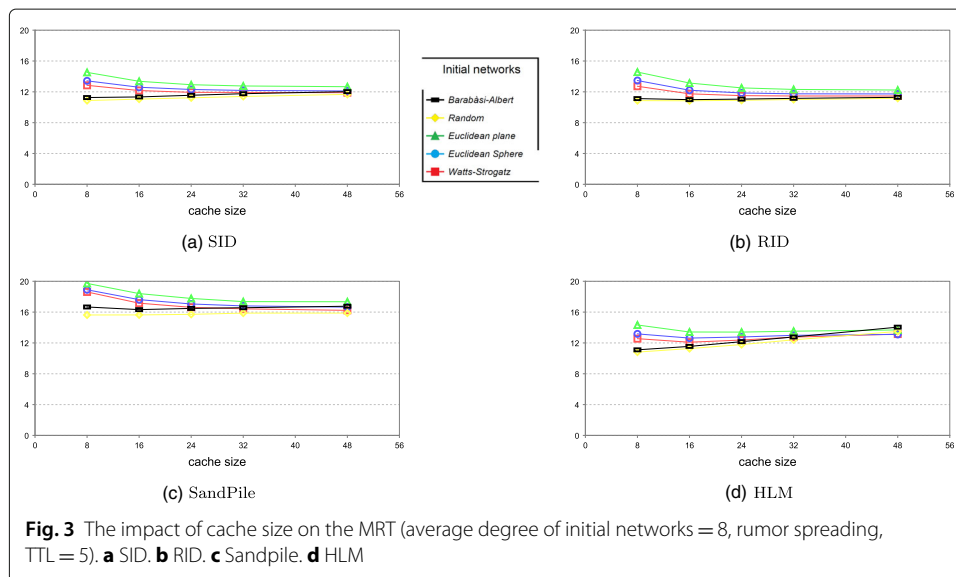 20
16
12
8
4
0
0 8 16 24 32 40 48 56
cache size
(a) SID
Initial networks
Barabàsi-Albert
Random
Euclidean plane
Euclidean Sphere
Watts-Strogatz
20
16
12
8
4
0
0 8 16 24 32 40 48 56
cache size
(b) RID
20
16
12
8
4
0
0 8 16 24 32 40 48 56
cache size
(c) SandPile
20
16
12
8
4
0
0 8 16 24 32 40 48 56
cache size
(d) HLM
Fig. 3 The impact of cache size on the MRT (average degree of initial networks = 8, rumor spreading,
TTL = 5). a SID. b RID. c Sandpile. d HLM